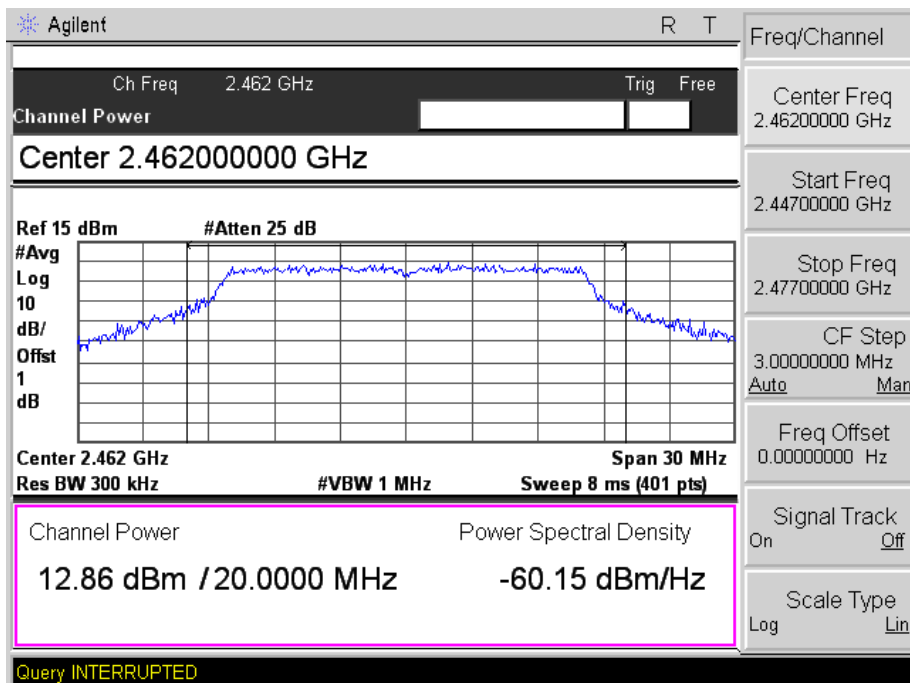 Agilent R T
Ch Freq 2.462 GHz Trig Free
Channel Power
Center 2.462000000 GHz
Ref 15 dBm #Atten 25 dB
#Avg
Log
10
dB/
Offst
1
dB
Center 2.462 GHz Span 30 MHz
Res BW 300 kHz #VBW 1 MHz Sweep 8 ms (401 pts)
Channel Power Power Spectral Density
12.86 dBm / 20.0000 MHz -60.15 dBm/Hz
Query INTERRUPTED
Freq/Channel
Center Freq
2.46200000 GHz
Start Freq
2.44700000 GHz
Stop Freq
2.47700000 GHz
CF Step
3.00000000 MHz
Auto Man
Freq Offset
0.00000000 Hz
Signal Track
On Off
Scale Type
Log Lin